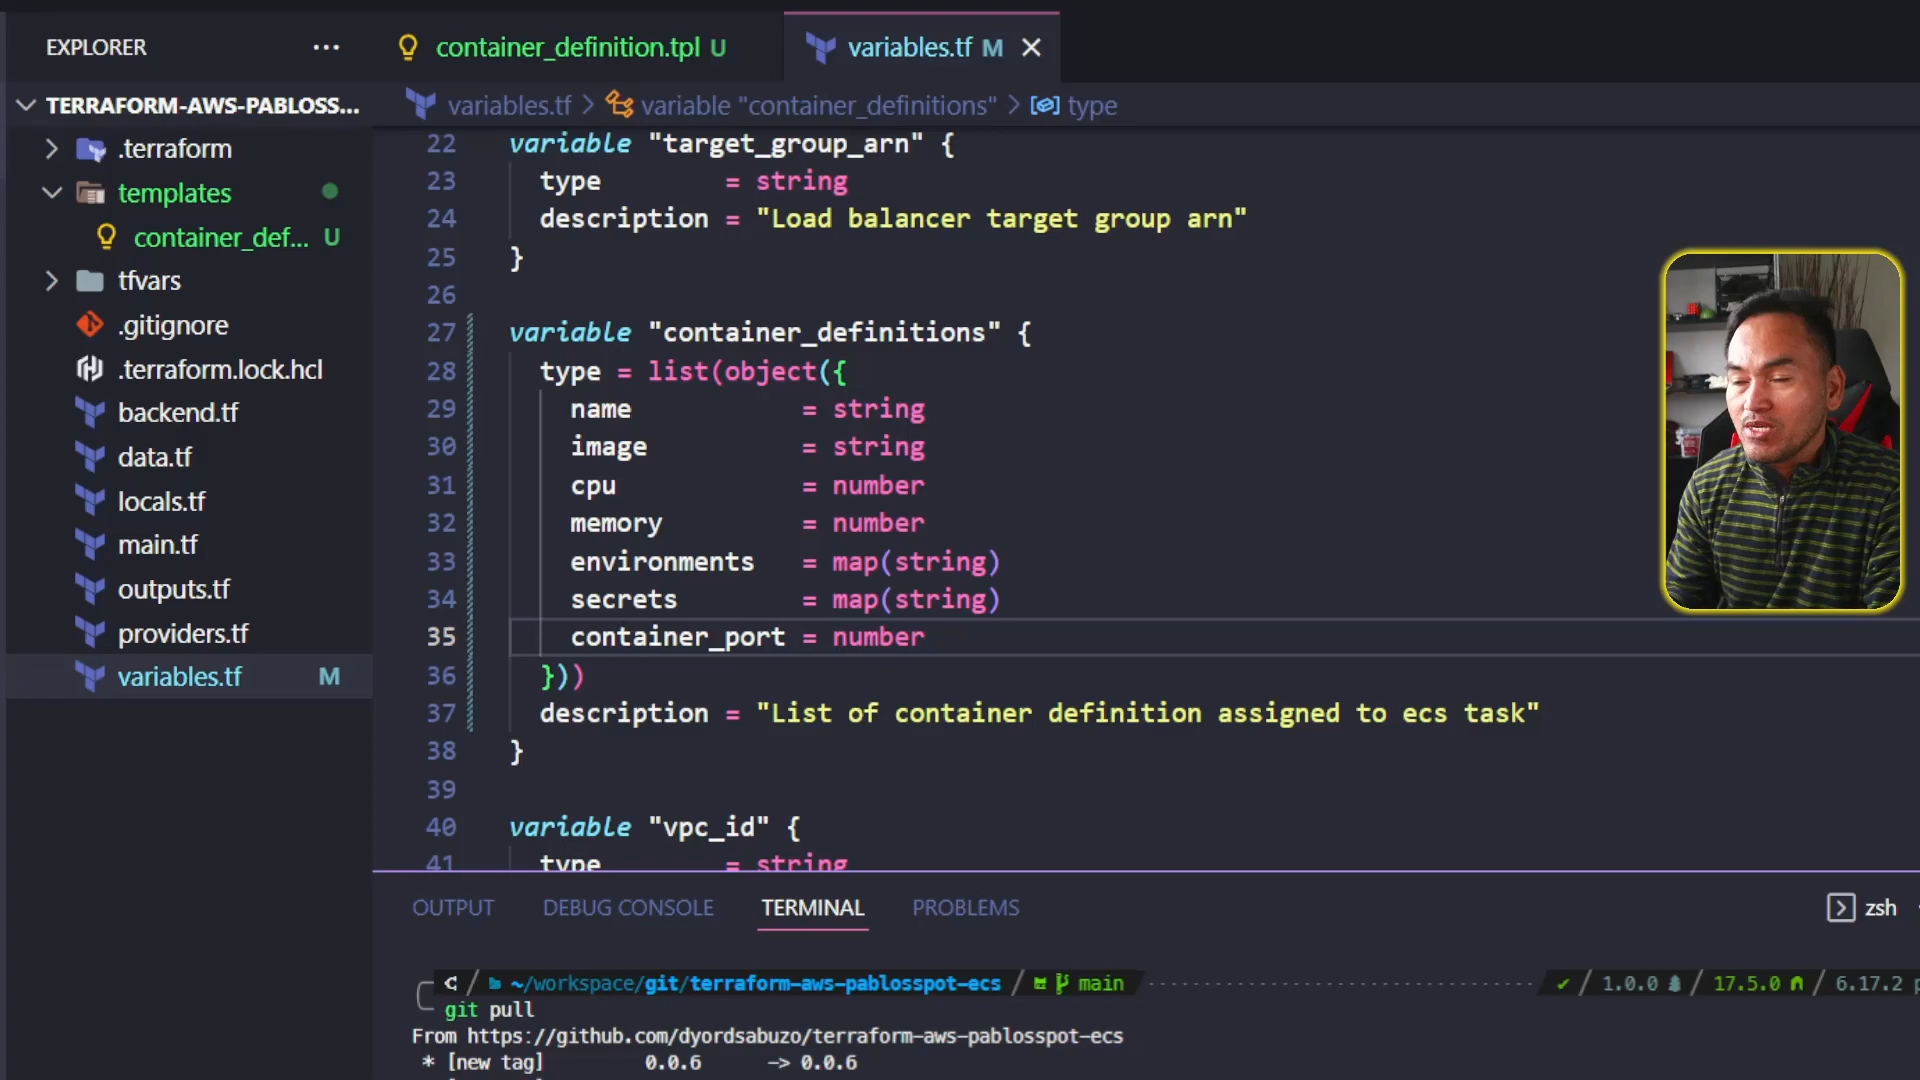 EXPLORER
container_definition.tpl U
variables.tf M
TERRAFORM-AWS-PABLOSS...
variables.tf > variable "container_definitions" > type
.terraform
templates
container_def... U
tfvars
.gitignore
.terraform.lock.hcl
backend.tf
data.tf
locals.tf
main.tf
outputs.tf
providers.tf
variables.tf M
22 variable "target_group_arn" {
23 type = string
24 description = "Load balancer target group arn"
25 }
26
27 variable "container_definitions" {
28 type = list(object({
29 name = string
30 image = string
31 cpu = number
32 memory = number
33 environments = map(string)
34 secrets = map(string)
35 container_port = number
36 }))
37 description = "List of container definition assigned to ecs task"
38 }
39
40 variable "vpc_id" {
41 type = string
OUTPUT DEBUG CONSOLE TERMINAL PROBLEMS
zsh
~/workspace/git/terraform-aws-pablosspot-ecs / main ✔ / 1.0.0 / 17.5.0 / 6.17.2
git pull
From https://github.com/dyordsabuzo/terraform-aws-pablosspot-ecs
* [new tag] 0.0.6 -> 0.0.6